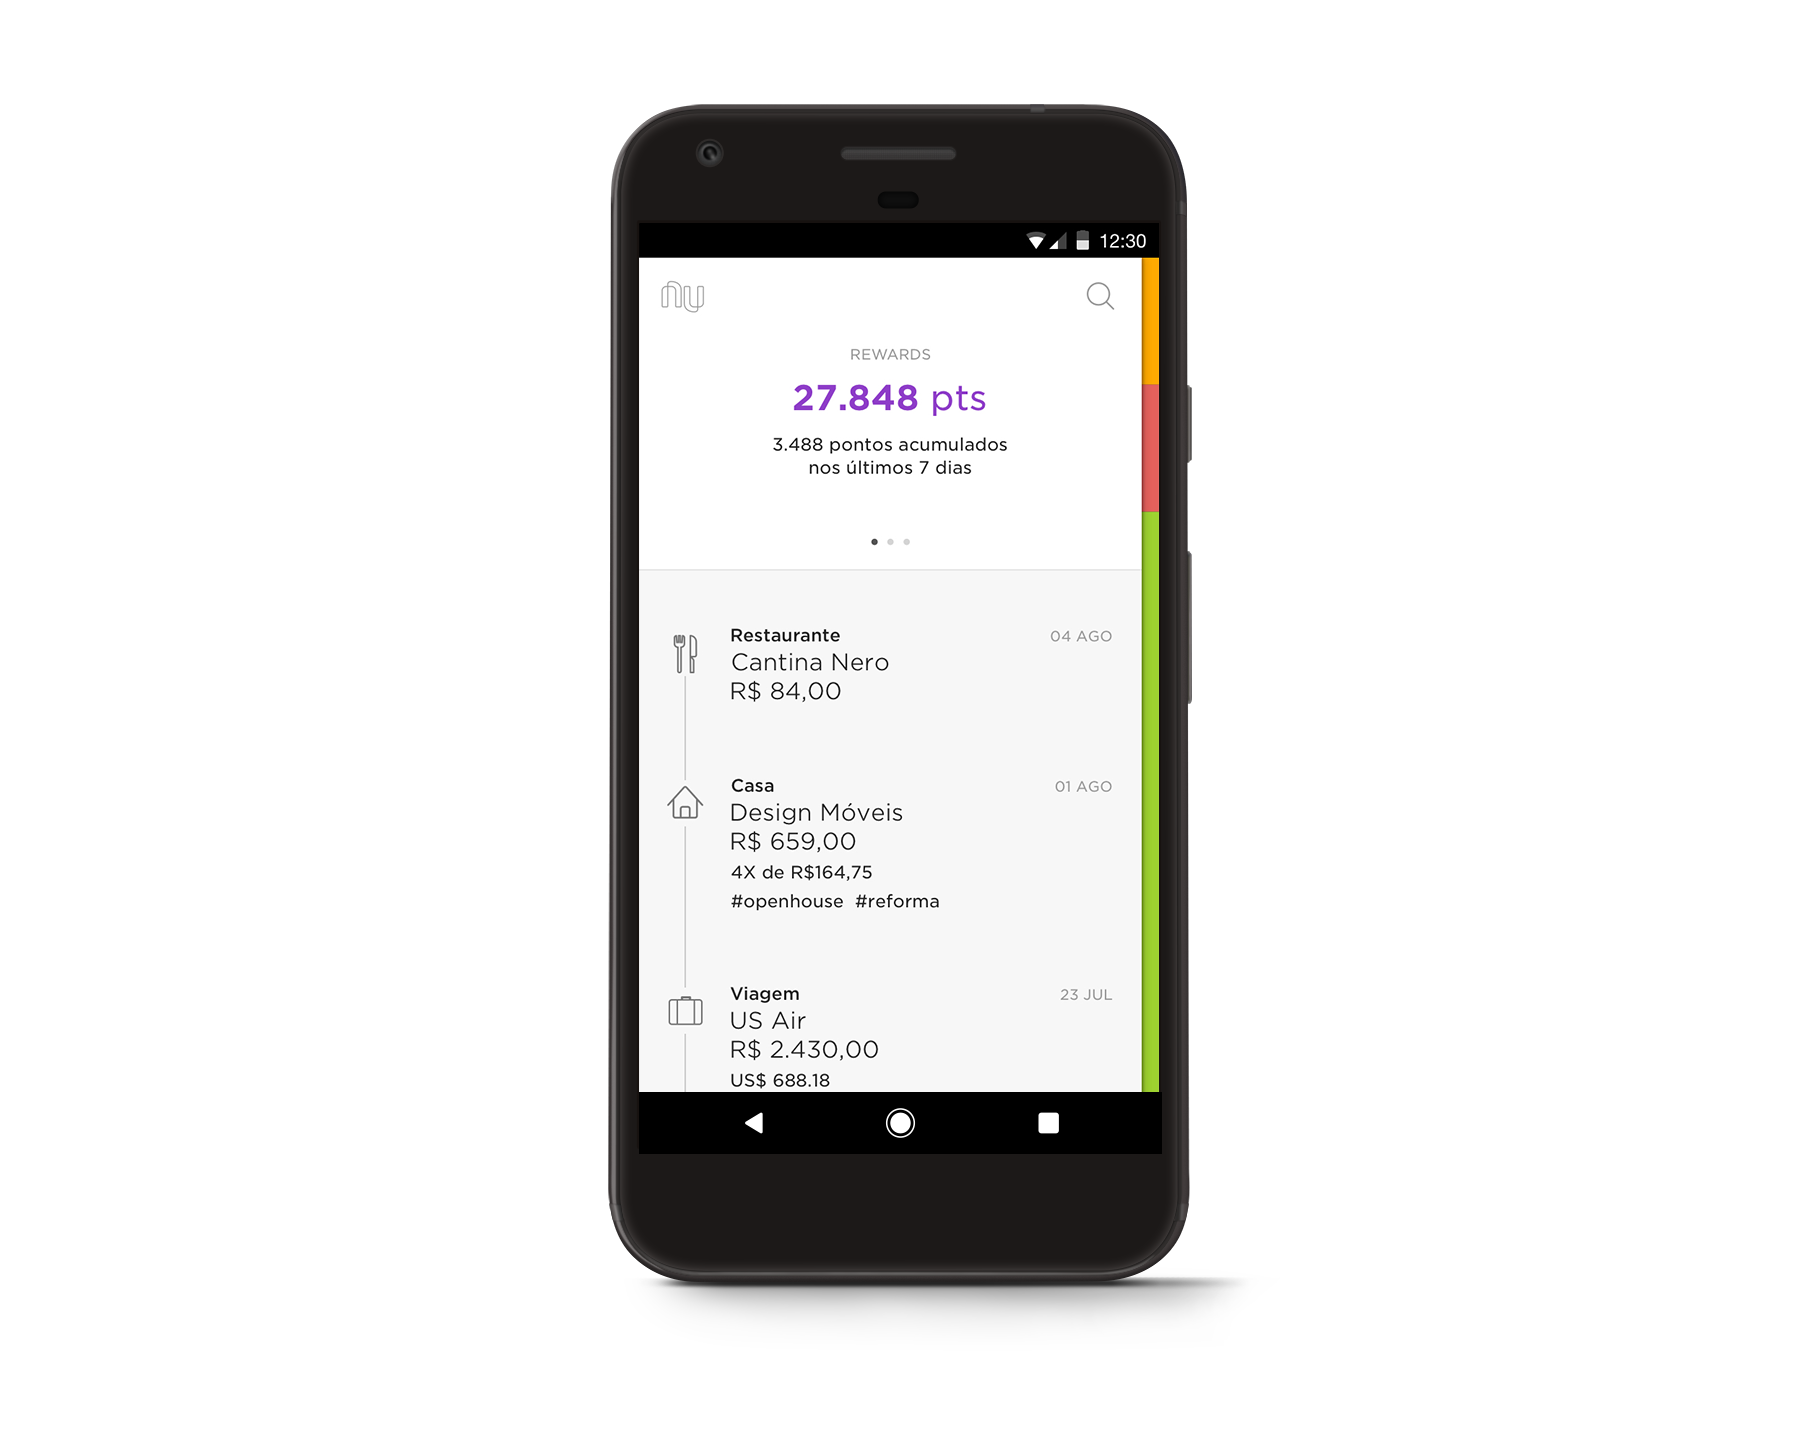 12:30
nu
REWARDS
27.848 pts
3.488 pontos acumulados
nos últimos 7 dias
Restaurante 04 AGO
Cantina Nero
R$ 84,00
Casa 01 AGO
Design Móveis
R$ 659,00
4X de R$164,75
#openhouse #reforma
Viagem 23 JUL
US Air
R$ 2.430,00
US$ 688.18